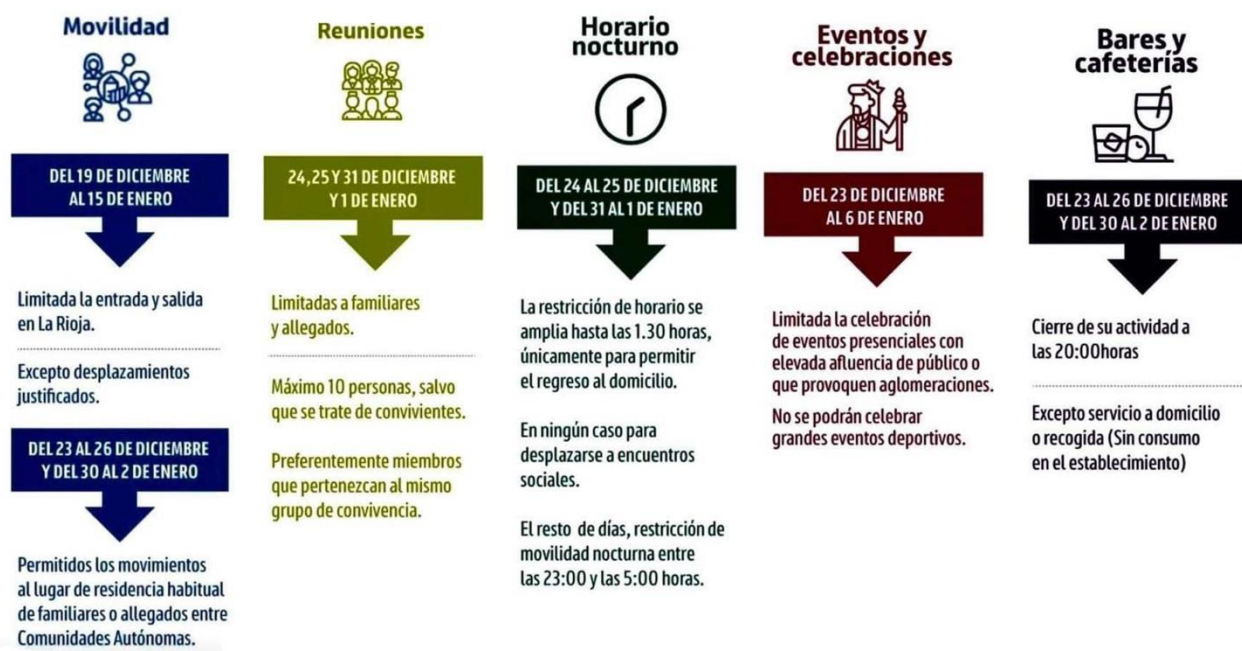 Movilidad
DEL 19 DE DICIEMBRE
AL 15 DE ENERO
Limitada la entrada y salida
en La Rioja.
Excepto desplazamientos
justificados.
DEL 23 AL 26 DE DICIEMBRE
Y DEL 30 AL 2 DE ENERO
Permitidos los movimientos
al lugar de residencia habitual
de familiares o allegados entre
Comunidades Autónomas.
Reuniones
24, 25 Y 31 DE DICIEMBRE
Y 1 DE ENERO
Limitadas a familiares
y allegados.
Máximo 10 personas, salvo
que se trate de convivientes.
Preferentemente miembros
que pertenezcan al mismo
grupo de convivencia.
Horario
nocturno
DEL 24 AL 25 DE DICIEMBRE
Y DEL 31 AL 1 DE ENERO
La restricción de horario se
amplia hasta las 1.30 horas,
únicamente para permitir
el regreso al domicilio.
En ningún caso para
desplazarse a encuentros
sociales.
El resto de días, restricción de
movilidad nocturna entre
las 23:00 y las 5:00 horas.
Eventos y
celebraciones
DEL 23 DE DICIEMBRE
AL 6 DE ENERO
Limitada la celebración
de eventos presenciales con
elevada afluencia de público o
que provoquen aglomeraciones.
No se podrán celebrar
grandes eventos deportivos.
Bares y
cafeterías
DEL 23 AL 26 DE DICIEMBRE
Y DEL 30 AL 2 DE ENERO
Cierre de su actividad a
las 20:00horas
Excepto servicio a domicilio
o recogida (Sin consumo
en el establecimiento)